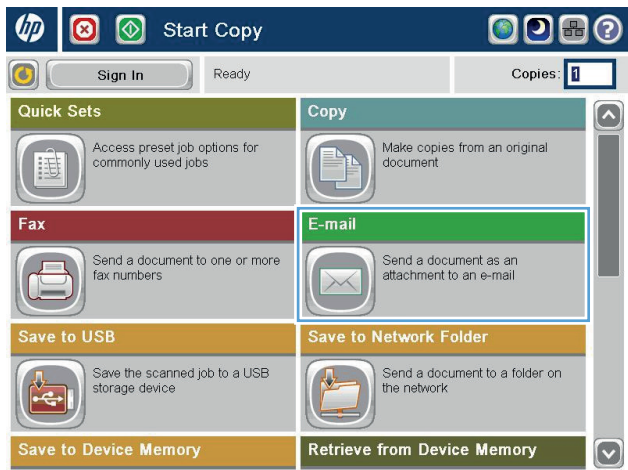 hp
Start Copy
?
Sign In
Ready
Copies: 1
Quick Sets
Access preset job options for
commonly used jobs
Copy
Make copies from an original
document
Fax
Send a document to one or more
fax numbers
E-mail
Send a document as an
attachment to an e-mail
Save to USB
Save the scanned job to a USB
storage device
Save to Network Folder
Send a document to a folder on
the network
Save to Device Memory
Retrieve from Device Memory